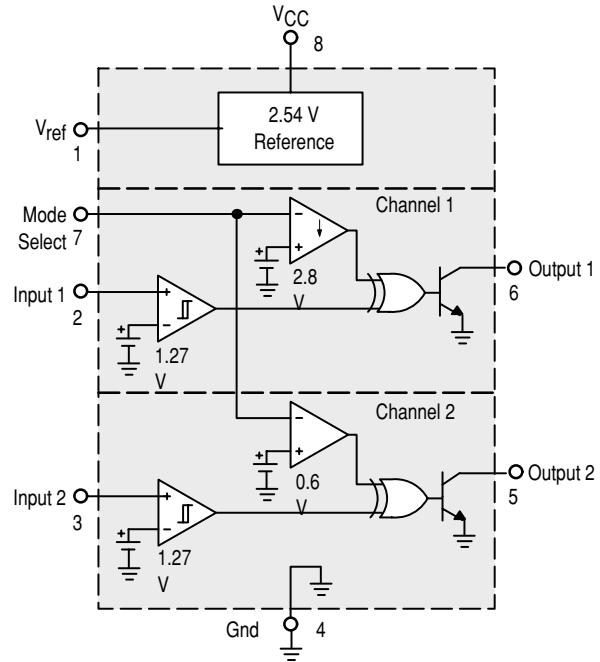 VCC
8
2.54 V
Reference
Vref
1
Mode
Select
7
Channel 1
-
+
+
2.8
V
Input 1
2
+
-
+
1.27
V
Output 1
6
Channel 2
-
+
+
0.6
V
Input 2
3
+
-
+
1.27
V
Output 2
5
Gnd
4